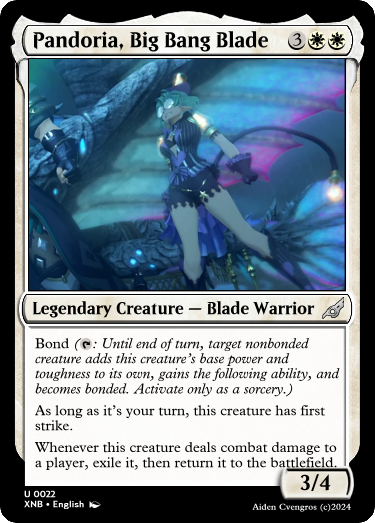 Pandoria, Big Bang Blade 3
Legendary Creature — Blade Warrior
Bond (: Until end of turn, target nonbonded
creature adds this creature's base power and
toughness to its own, gains the following ability, and
becomes bonded. Activate only as a sorcery.)
As long as it's your turn, this creature has first
strike.
Whenever this creature deals combat damage to
a player, exile it, then return it to the battlefield.
3/4
U 0022
XNB • English
Aiden Cvengros (c)2024